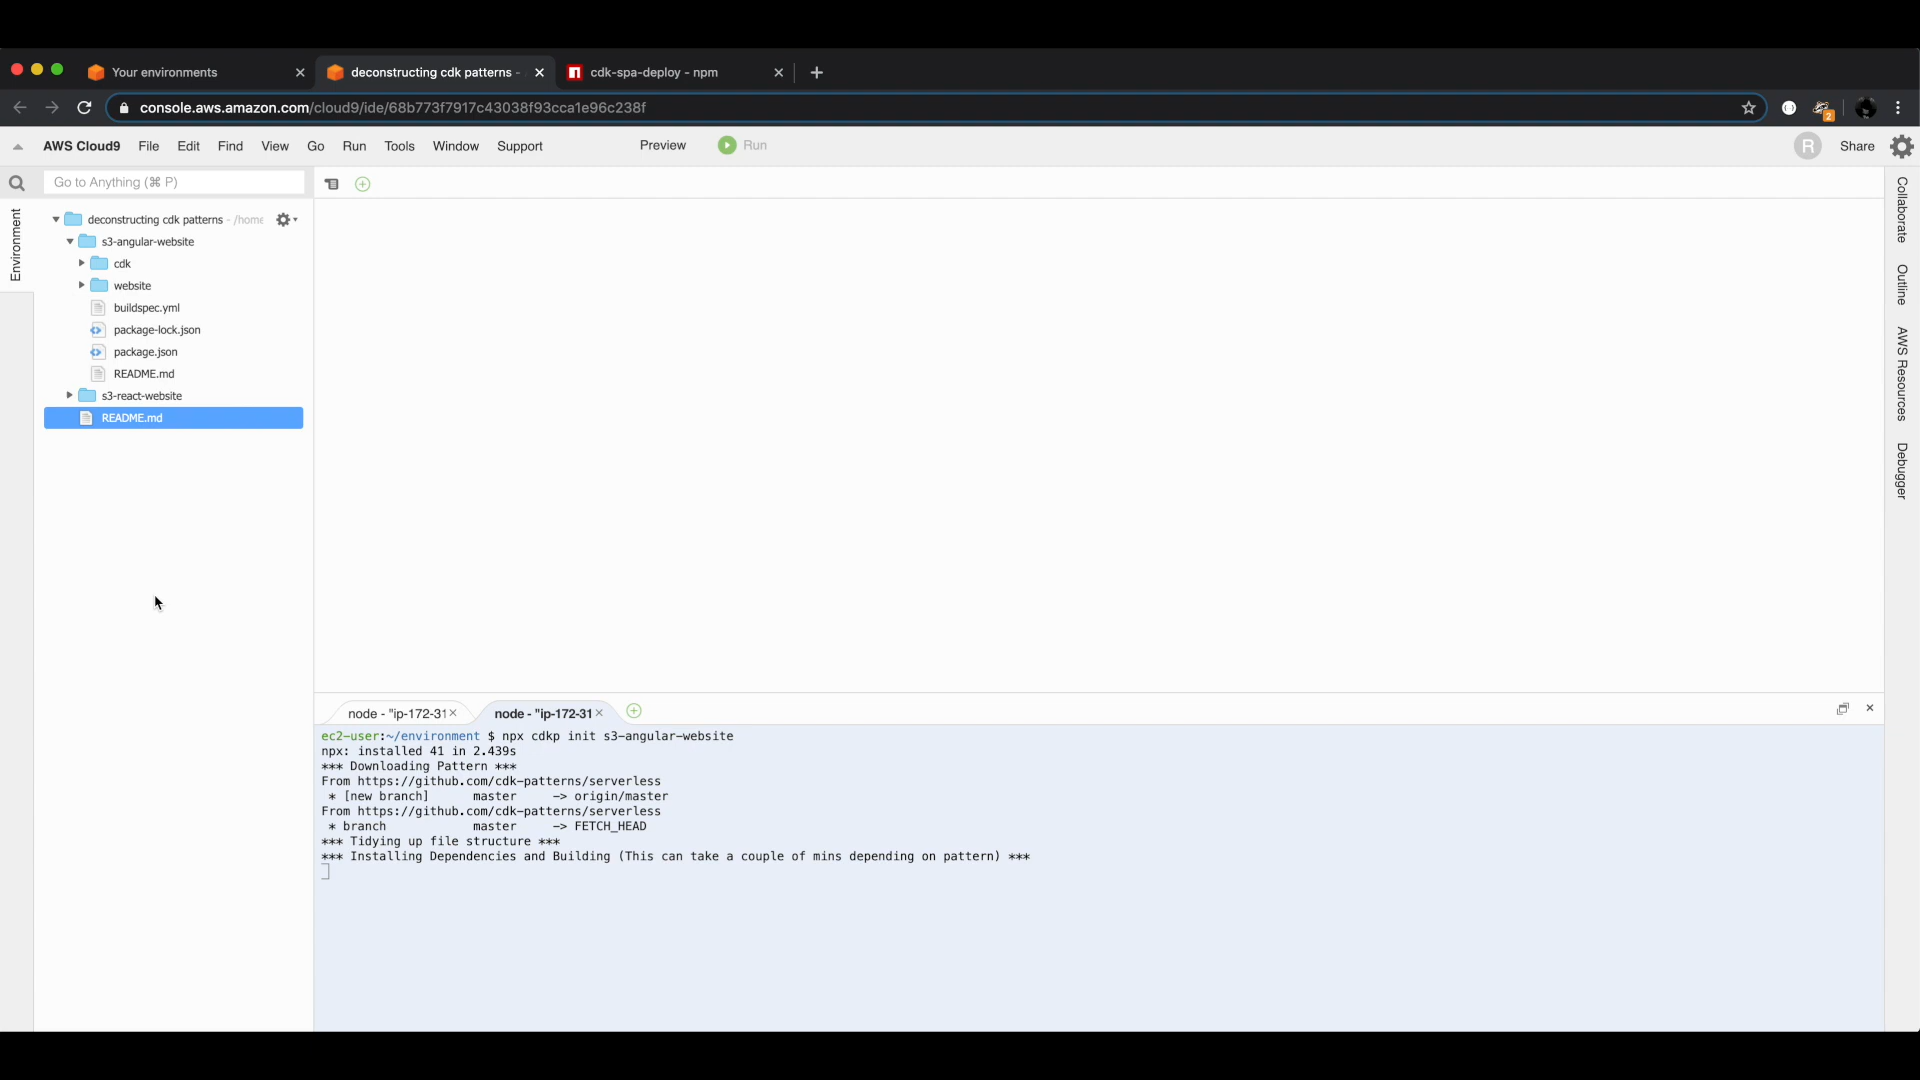 Your environments
deconstructing cdk patterns -
cdk-spa-deploy - npm
console.aws.amazon.com/cloud9/ide/68b773f7917c43038f93cca1e96c238f
2
AWS Cloud9 File Edit Find View Go Run Tools Window Support Preview Run R Share
Go to Anything (⌘ P)
Environment
deconstructing cdk patterns - /home
s3-angular-website
cdk
website
buildspec.yml
package-lock.json
package.json
README.md
s3-react-website
README.md
Collaborate
Outline
AWS Resources
Debugger
node - "ip-172-31
node - "ip-172-31
ec2-user:~/environment $ npx cdkp init s3-angular-website
npx: installed 41 in 2.439s
*** Downloading Pattern ***
From https://github.com/cdk-patterns/serverless
* [new branch] master -> origin/master
From https://github.com/cdk-patterns/serverless
* branch master -> FETCH_HEAD
*** Tidying up file structure ***
*** Installing Dependencies and Building (This can take a couple of mins depending on pattern) ***